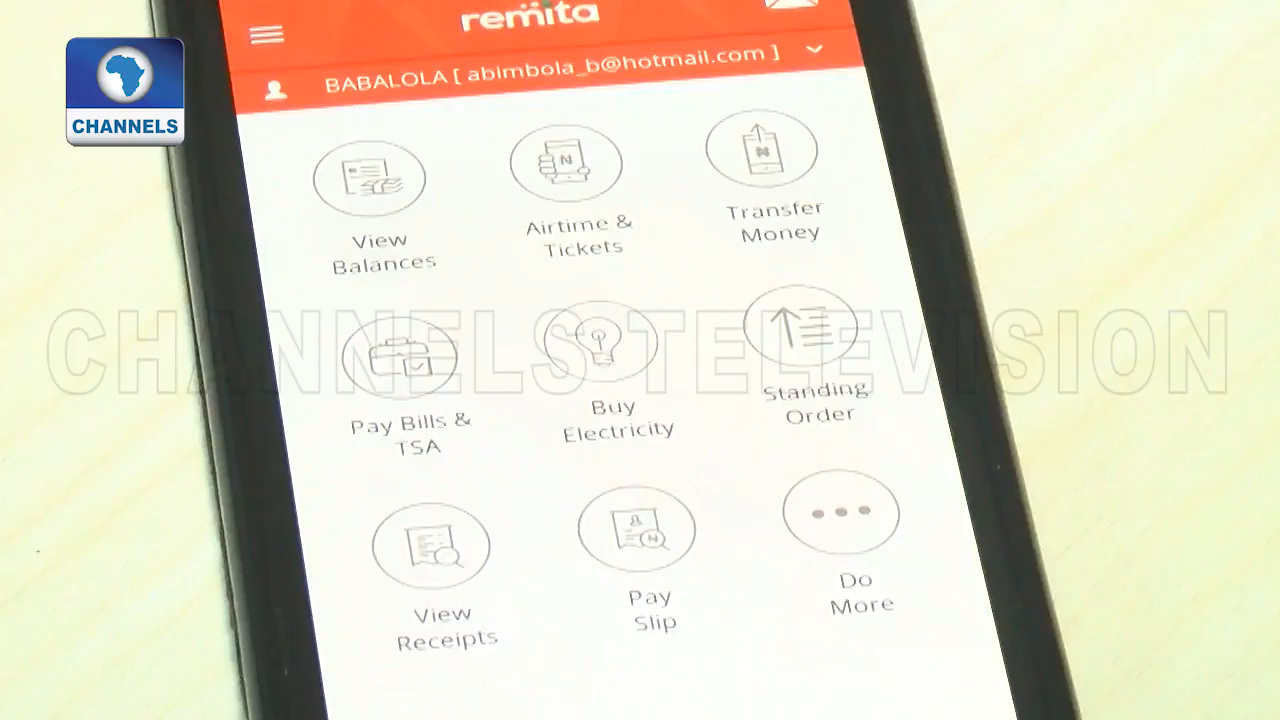 remita
BABALOLA [ abimbola_b@hotmail.com ]
CHANNELS
View
Balances
Airtime &
Tickets
Transfer
Money
CHANNELS TELEVISION
Pay Bills &
TSA
Buy
Electricity
Standing
Order
View
Receipts
Pay
Slip
Do
More